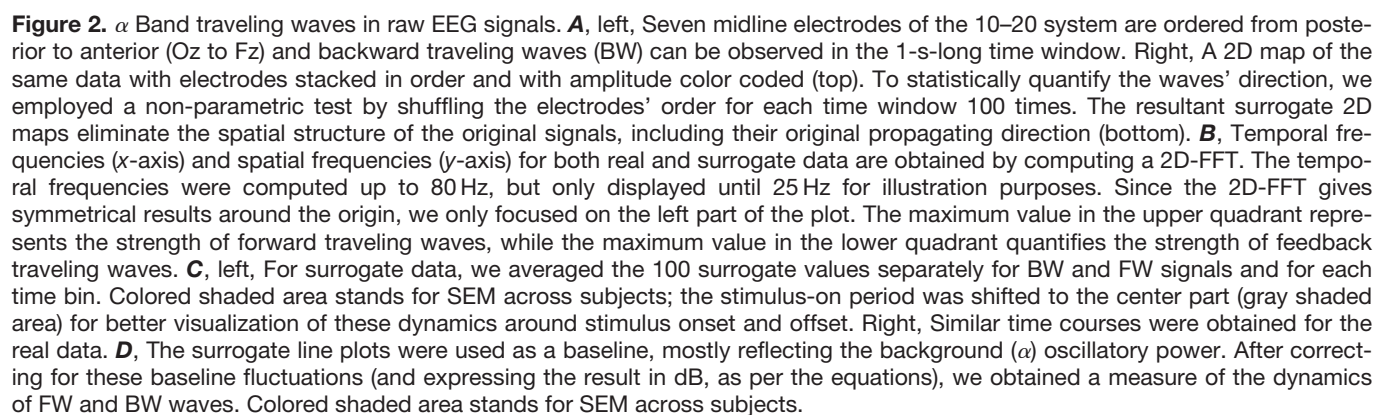 Figure 2. α Band traveling waves in raw EEG signals. A, left, Seven midline electrodes of the 10–20 system are ordered from poste-
rior to anterior (Oz to Fz) and backward traveling waves (BW) can be observed in the 1-s-long time window. Right, A 2D map of the
same data with electrodes stacked in order and with amplitude color coded (top). To statistically quantify the waves’ direction, we
employed a non-parametric test by shuffling the electrodes’ order for each time window 100 times. The resultant surrogate 2D
maps eliminate the spatial structure of the original signals, including their original propagating direction (bottom). B, Temporal fre-
quencies (x-axis) and spatial frequencies (y-axis) for both real and surrogate data are obtained by computing a 2D-FFT. The tempo-
ral frequencies were computed up to 80 Hz, but only displayed until 25 Hz for illustration purposes. Since the 2D-FFT gives
symmetrical results around the origin, we only focused on the left part of the plot. The maximum value in the upper quadrant repre-
sents the strength of forward traveling waves, while the maximum value in the lower quadrant quantifies the strength of feedback
traveling waves. C, left, For surrogate data, we averaged the 100 surrogate values separately for BW and FW signals and for each
time bin. Colored shaded area stands for SEM across subjects; the stimulus-on period was shifted to the center part (gray shaded
area) for better visualization of these dynamics around stimulus onset and offset. Right, Similar time courses were obtained for the
real data. D, The surrogate line plots were used as a baseline, mostly reflecting the background (α) oscillatory power. After correct-
ing for these baseline fluctuations (and expressing the result in dB, as per the equations), we obtained a measure of the dynamics
of FW and BW waves. Colored shaded area stands for SEM across subjects.